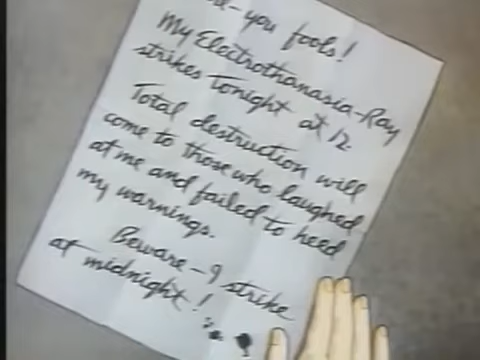 - you fools!
My Electrothanasia-Ray
strikes tonight at 12.
Total destruction will
come to those who laughed
at me and failed to heed
my warnings.
Beware - I strike
at midnight!